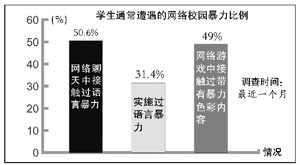 学生通常遭遇的网络校园暴力比例
(%)
60
50
40
30
20
10
0
50.6%
网络聊
天中接
触过语
言暴力
31.4%
实施过
语言暴
力
49%
网络游
戏中接
触过带
有暴力
色彩内
容
调查时间:
最近一个月
情况